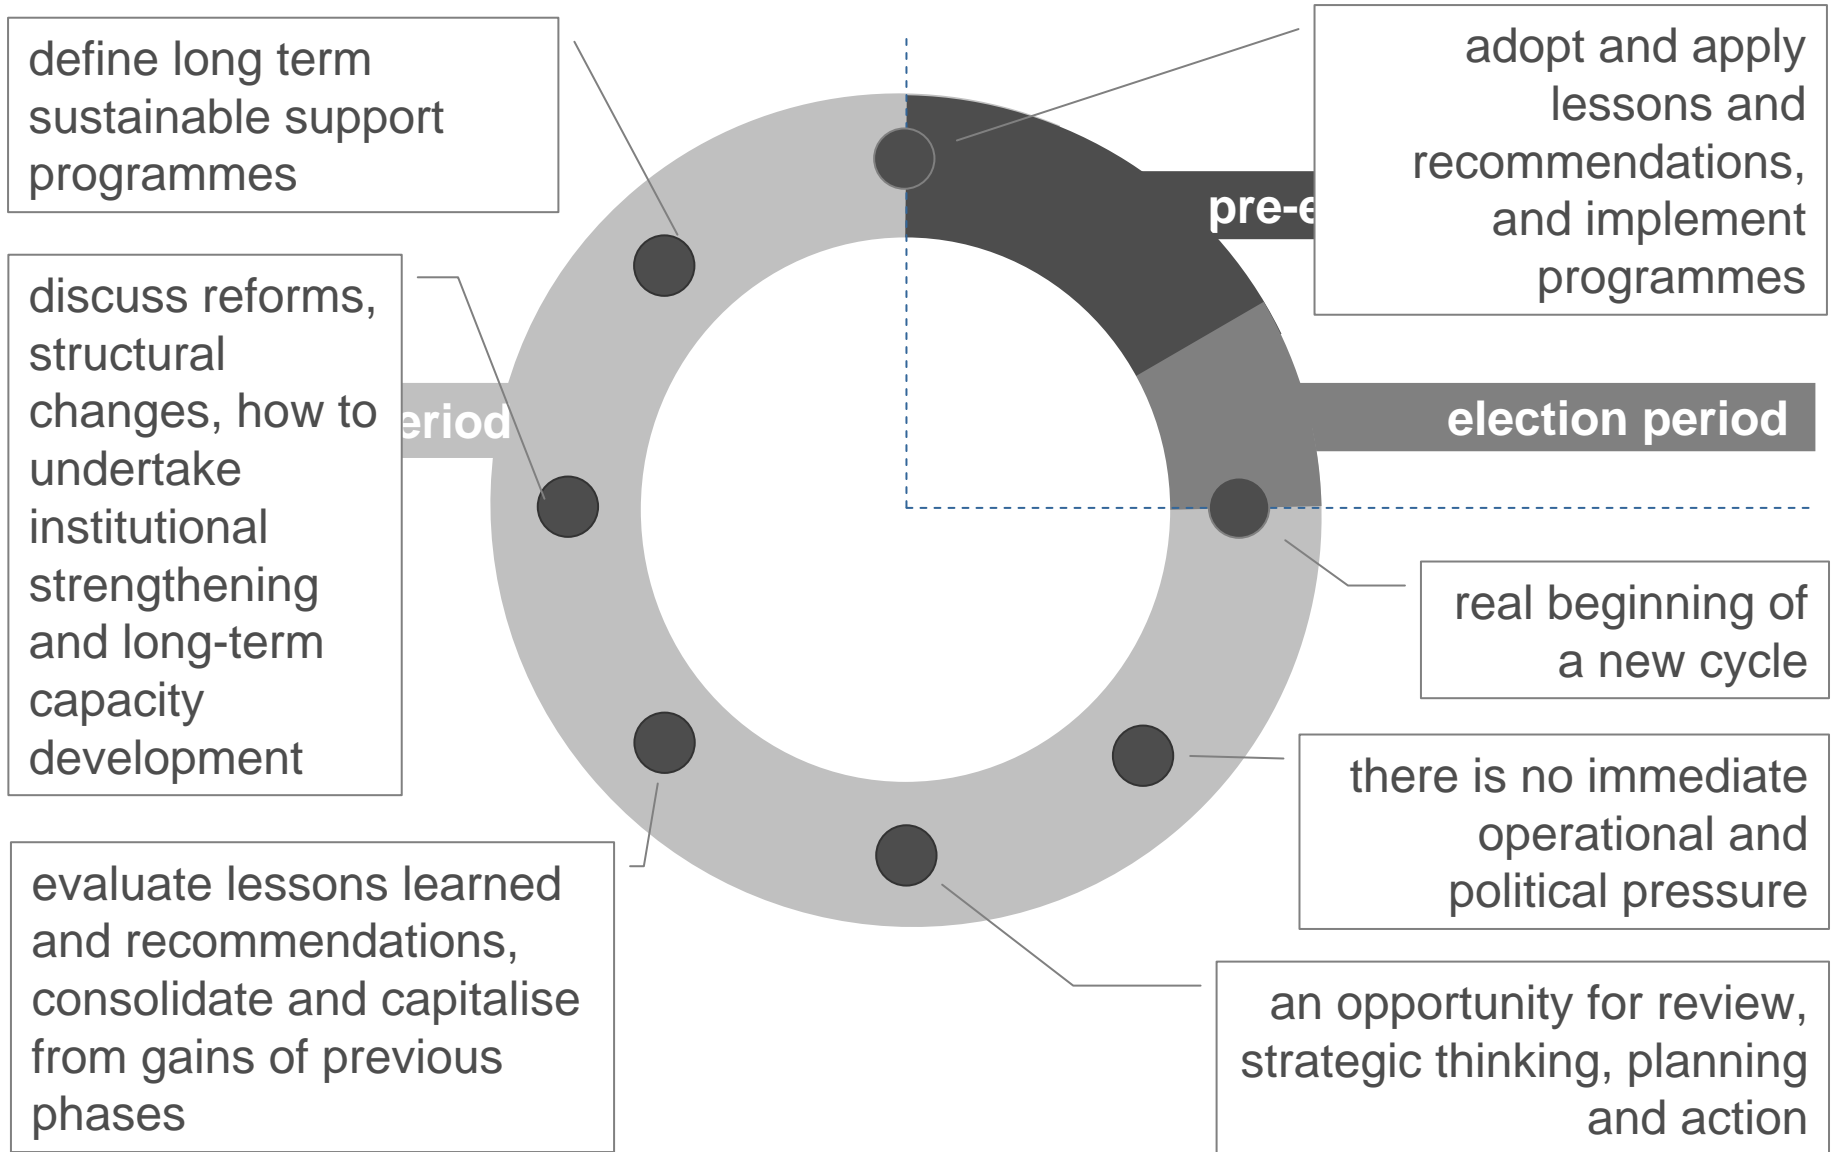 define long term
sustainable support
programmes
adopt and apply
lessons and
recommendations,
and implement
programmes
pre-e
discuss reforms,
structural
changes, how to
undertake
institutional
strengthening
and long-term
capacity
development
eriod
election period
real beginning of
a new cycle
there is no immediate
operational and
political pressure
evaluate lessons learned
and recommendations,
consolidate and capitalise
from gains of previous
phases
an opportunity for review,
strategic thinking, planning
and action